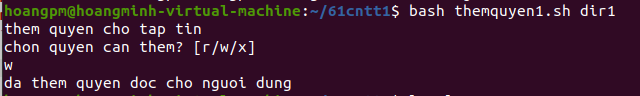 hoangpm@hoangminh-virtual-machine:~/61cntt1$ bash themquyen1.sh dir1
them quyen cho tap tin
chon quyen can them? [r/w/x]
w
da them quyen doc cho nguoi dung